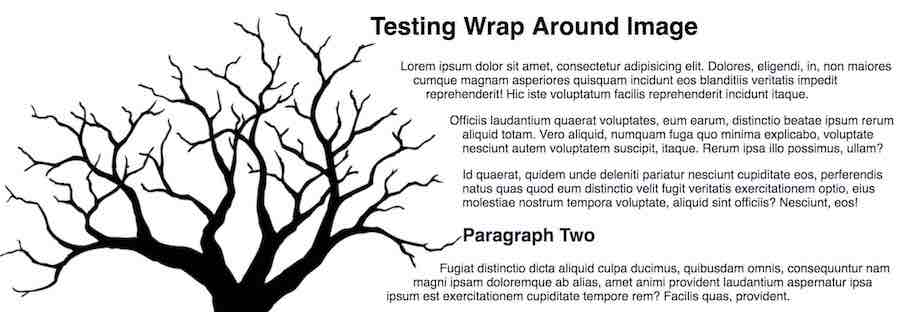 Testing Wrap Around Image
Lorem ipsum dolor sit amet, consectetur adipisicing elit. Dolores, eligendi, in, non maiores
cumque magnam asperiores quisquam incidunt eos blanditiis veritatis impedit
reprehenderit! Hic iste voluptatum facilis reprehenderit incidunt itaque.
Officiis laudantium quaerat voluptates, eum earum, distinctio beatae ipsum rerum
aliquid totam. Vero aliquid, numquam fuga quo minima explicabo, voluptate
nesciunt autem voluptatem suscipit, itaque. Rerum ipsa illo possimus, ullam?
Id quaerat, quidem unde deleniti pariatur nesciunt cupiditate eos, perferendis
natus quas quod eum distinctio velit fugit veritatis exercitationem optio, eius
molestiae nostrum tempora voluptate, aliquid sint officiis? Nesciunt, eos!
Paragraph Two
Fugiat distinctio dicta aliquid culpa ducimus, quibusdam omnis, consequuntur nam
magni ipsam doloremque ab alias, amet animi provident laudantium aspernatur ipsa
ipsum est exercitationem cupiditate tempore rem? Facilis quas, provident.